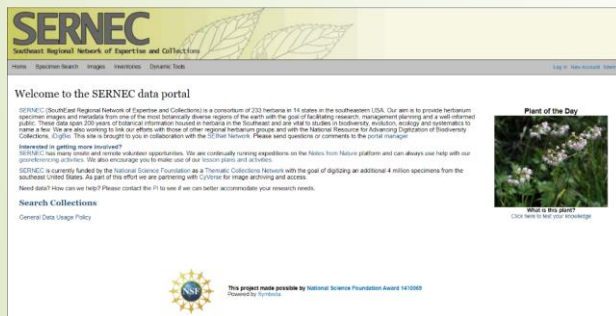 SERNEC
Southeast Regional Network of Expertise and Collections
Home Specimen Search Images Inventories Dynamic Tools
Log In New Account
Welcome to the SERNEC data portal
SERNEC (SouthEast Regional Network of Expertise and Collections) is a consortium of 233 herbaria in 14 states in the southeastern USA. Our aim is to provide herbarium
specimen images and metadata from one of the most botanically diverse regions of the earth with the goal of facilitating research, management planning and a well-informed
public. These data span 200 years of botanical information housed in herbaria in the Southeast and are vital to studies in biodiversity, evolution, ecology and systematics to
name a few. We are also working to link our efforts with those of other regional herbarium groups and with the National Resource for Advancing Digitization of Biodiversity
Collections, iDigBio. This site is brought to you in collaboration with the SEINet Network. Please send questions or comments to the portal manager.
Interested in getting more involved?
SERNEC has many onsite and remote volunteer opportunities. We are continually running expeditions on the Notes from Nature platform and can always use help with our
georeferencing activities. We also encourage you to make use of our lesson plans and activities.
SERNEC is currently funded by the National Science Foundation as a Thematic Collections Network with the goal of digitizing an additional 4 million specimens from the
southeast United States. As part of this effort we are partnering with CyVerse for image archiving and access.
Need data? How can we help? Please contact the PI to see if we can better accommodate your research needs.
Search Collections
General Data Usage Policy
Plant of the Day
What is this plant?
Click here to test your knowledge
NSF
This project made possible by National Science Foundation Award 1410069
Powered by Symbiota